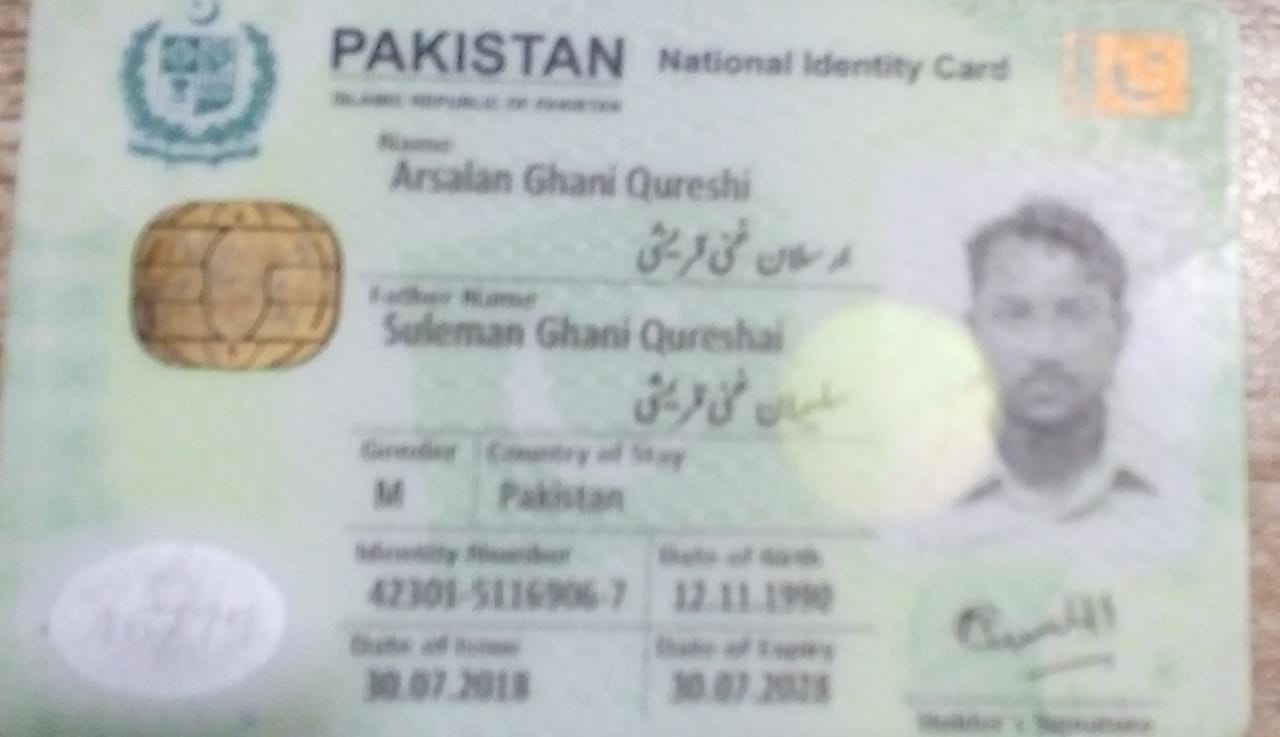 PAKISTAN National Identity Card
ISLAMIC REPUBLIC OF PAKISTAN
Name
Arsalan Ghani Qureshi
ارسلان غنی قریشی
Father Name
Suleman Ghani Qureshai
سلیمان غنی قریشی
Gender Country of Stay
M Pakistan
Identity Number Date of Birth
42301-5116906-7 12.11.1990
Date of Issue Date of Expiry
30.07.2018 30.07.2028
Holder's Signature